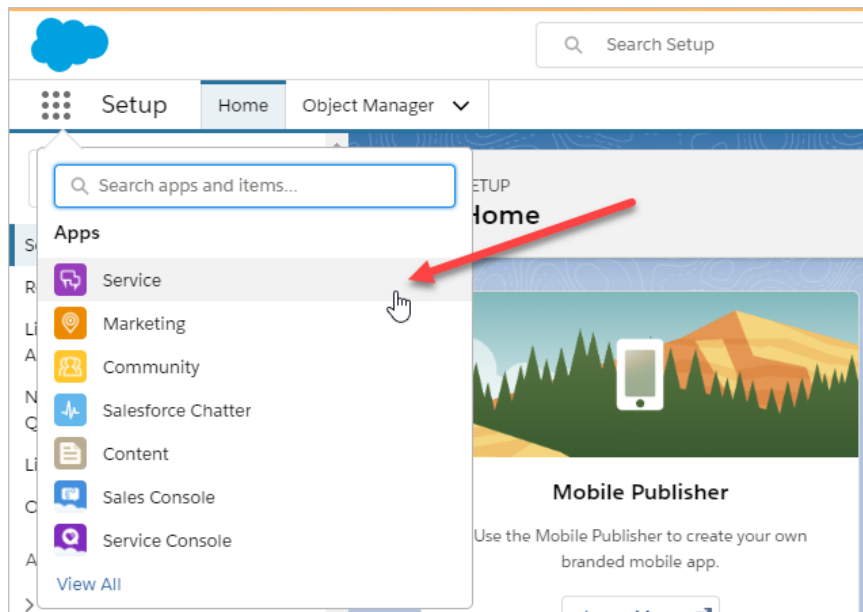 Search Setup
Setup
Home
Object Manager
Search apps and items...
Apps
Service
Marketing
Community
Salesforce Chatter
Content
Sales Console
Service Console
View All
Home
Mobile Publisher
Use the Mobile Publisher to create your own
branded mobile app.